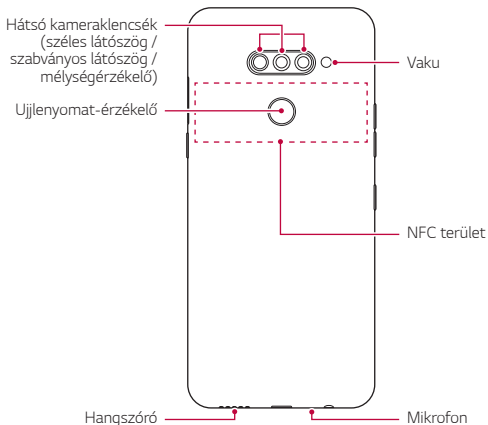 Hátsó kameraklencsék
(széles látószög /
szabványos látószög /
mélységérzékelő)
Vaku
Ujjlenyomat-érzékelő
NFC terület
Hangszóró
Mikrofon